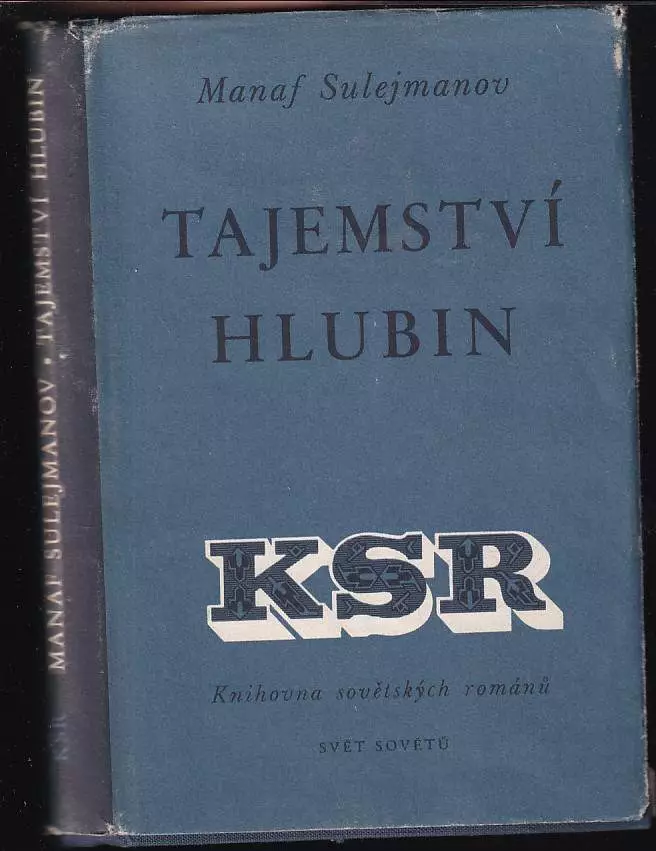 Manaf Sulejmanov
TAJEMSTVÍ
HLUBIN
KSR
Knihovna sovětských románů
SVĚT SOVĚTŮ
KSR MANAF SULEJMANOV • TAJEMSTVÍ HLUBIN